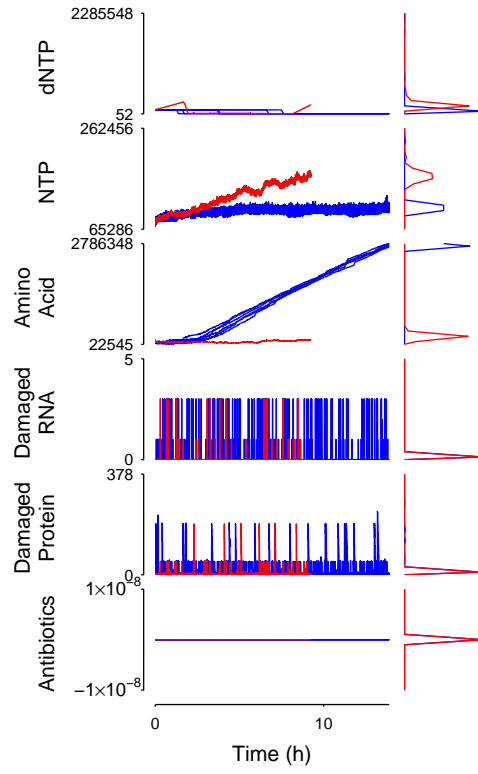 2285548
dNTP
52
262456
NTP
65286
2786348
Amino
Acid
22545
5
Damaged
RNA
0
378
Damaged
Protein
0
1×10⁻⁸
Antibiotics
−1×10⁻⁸
0
10
Time (h)